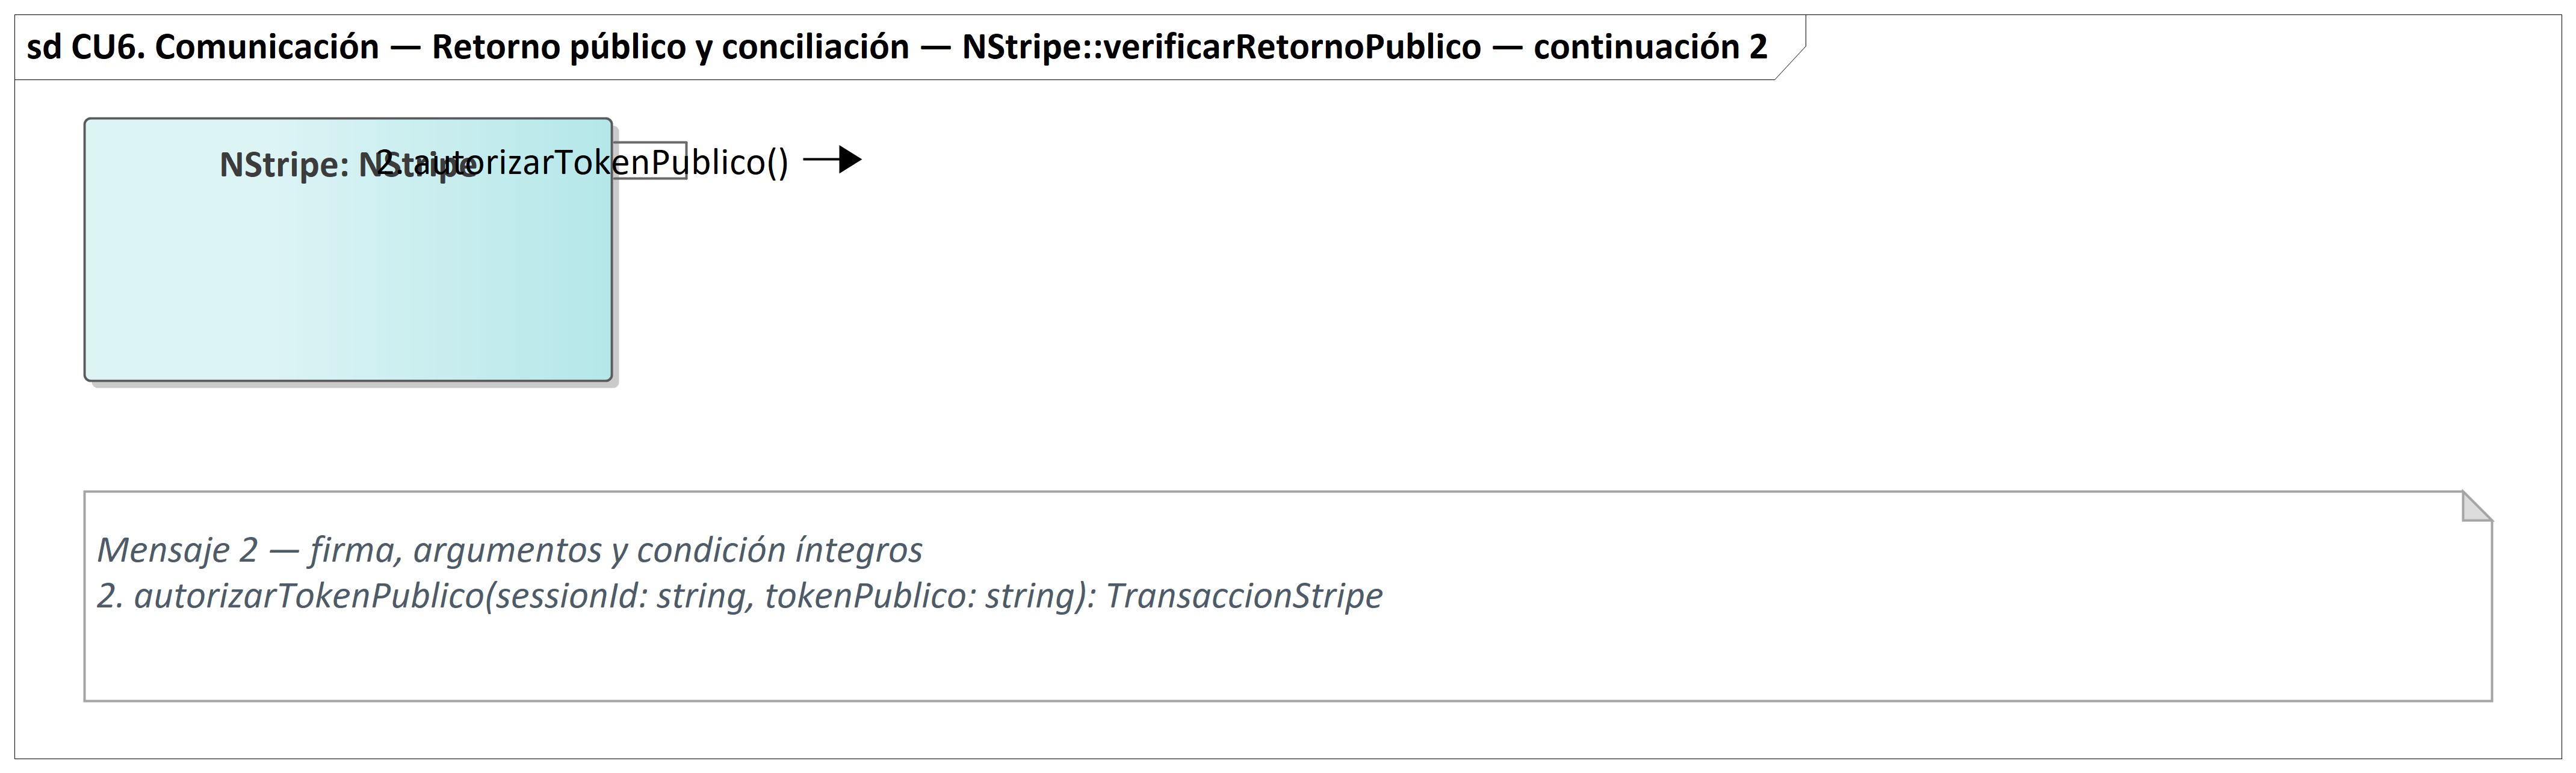 sd CU6. Comunicación — Retorno público y conciliación — NStripe::verificarRetornoPublico — continuación 2
NStripe: NStripe
2. autorizarTokenPublico()
Mensaje 2 — firma, argumentos y condición íntegros
2. autorizarTokenPublico(sessionId: string, tokenPublico: string): TransaccionStripe